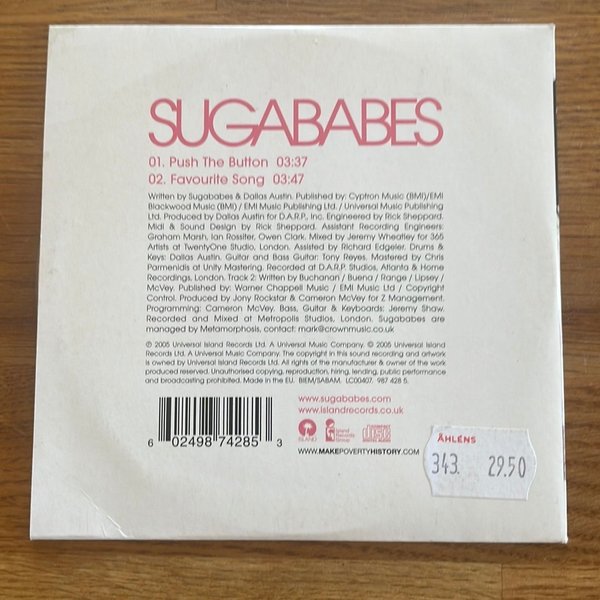 SUGABABES
01. Push The Button 03:37
02. Favourite Song 03:47
Written by Sugababes & Dallas Austin. Published by: Cyptron Music (BMI)/EMI
Blackwood Music (BMI) / EMI Music Publishing Ltd. / Universal Music Publishing
Ltd. Produced by Dallas Austin for D.A.R.P., Inc. Engineered by Rick Sheppard.
Midi & Sound Design by Rick Sheppard. Assistant Recording Engineers:
Graham Marsh, Ian Rossiter, Owen Clark. Mixed by Jeremy Wheatley for 365
Artists at TwentyOne Studio, London. Assisted by Richard Edgeler. Drums &
Keys: Dallas Austin. Guitar and Bass Guitar: Tony Reyes. Mastered by Chris
Parmenidis at Unity Mastering. Recorded at D.A.R.P. Studios, Atlanta & Home
Recordings, London. Track 2: Written by Buchanan / Buena / Range / Lipsey /
McVey. Published by: Warner Chappell Music / EMI Music Ltd / Copyright
Control. Produced by Jony Rockstar & Cameron McVey for Z Management.
Programming: Cameron McVey. Bass, Guitar & Keyboards: Jeremy Shaw.
Recorded and Mixed at Metropolis Studios, London. Sugababes are
managed by Metamorphosis, contact: mark@crownmusic.co.uk
℗ 2005 Universal Island Records Ltd. A Universal Music Company. © 2005 Universal Island
Records Ltd. A Universal Music Company. The copyright in this sound recording and artwork
is owned by Universal Island Records Ltd. All rights of the manufacturer & owner of the work
produced reserved. Unauthorised copying, reproduction, hiring, lending, public performance
and broadcasting prohibited. Made in the EU. BIEM/SABAM. LC00407. 987 428 5.
www.sugababes.com
www.islandrecords.co.uk
ISLAND
Island Records Group
COMPACT disc
6 02498 74285 3
WWW.MAKEPOVERTYHISTORY.COM
ÅHLÉNS
343. 29.50